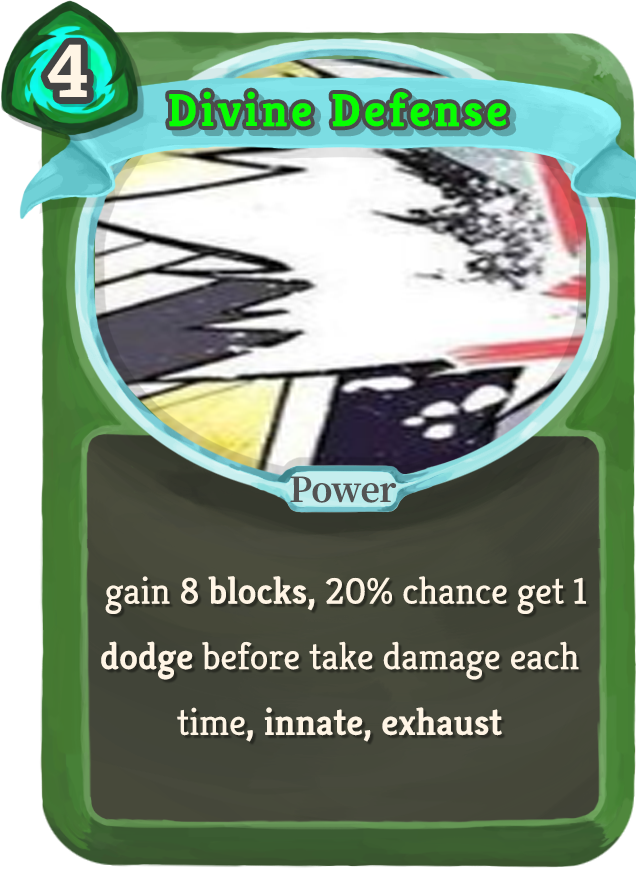 4
Divine Defense
Power
gain 8 blocks, 20% chance get 1
dodge before take damage each
time, innate, exhaust